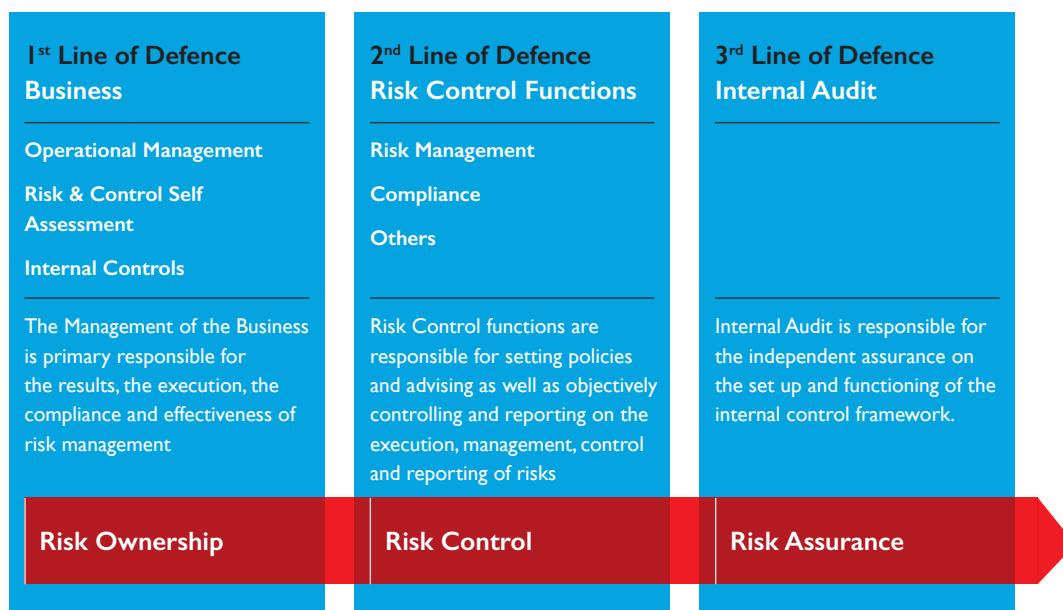 1st Line of Defence
Business
Operational Management
Risk & Control Self
Assessment
Internal Controls
The Management of the Business
is primary responsible for
the results, the execution, the
compliance and effectiveness of
risk management
Risk Ownership
2nd Line of Defence
Risk Control Functions
Risk Management
Compliance
Others
Risk Control functions are
responsible for setting policies
and advising as well as objectively
controlling and reporting on the
execution, management, control
and reporting of risks
Risk Control
3rd Line of Defence
Internal Audit
Internal Audit is responsible for
the independent assurance on
the set up and functioning of the
internal control framework.
Risk Assurance